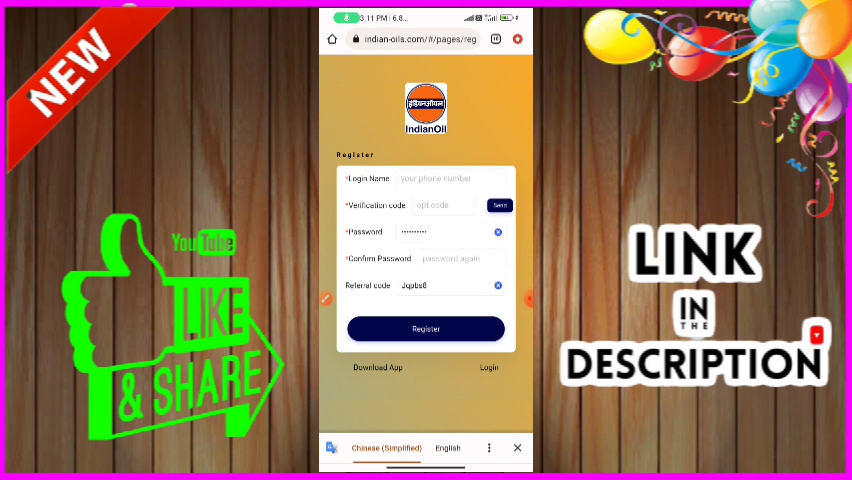 NEW
3:11 PM | 6.8...
indian-oils.com/#/pages/reg
इंडियनऑयल
IndianOil
Register
*Login Name your phone number
*Verification code opt code Send
*Password ··········
*Confirm Password password again
Referral code Jqpbs8
Register
Download App Login
Chinese (Simplified) English
YouTube
LIKE
& SHARE
LINK
IN
THE
DESCRIPTION